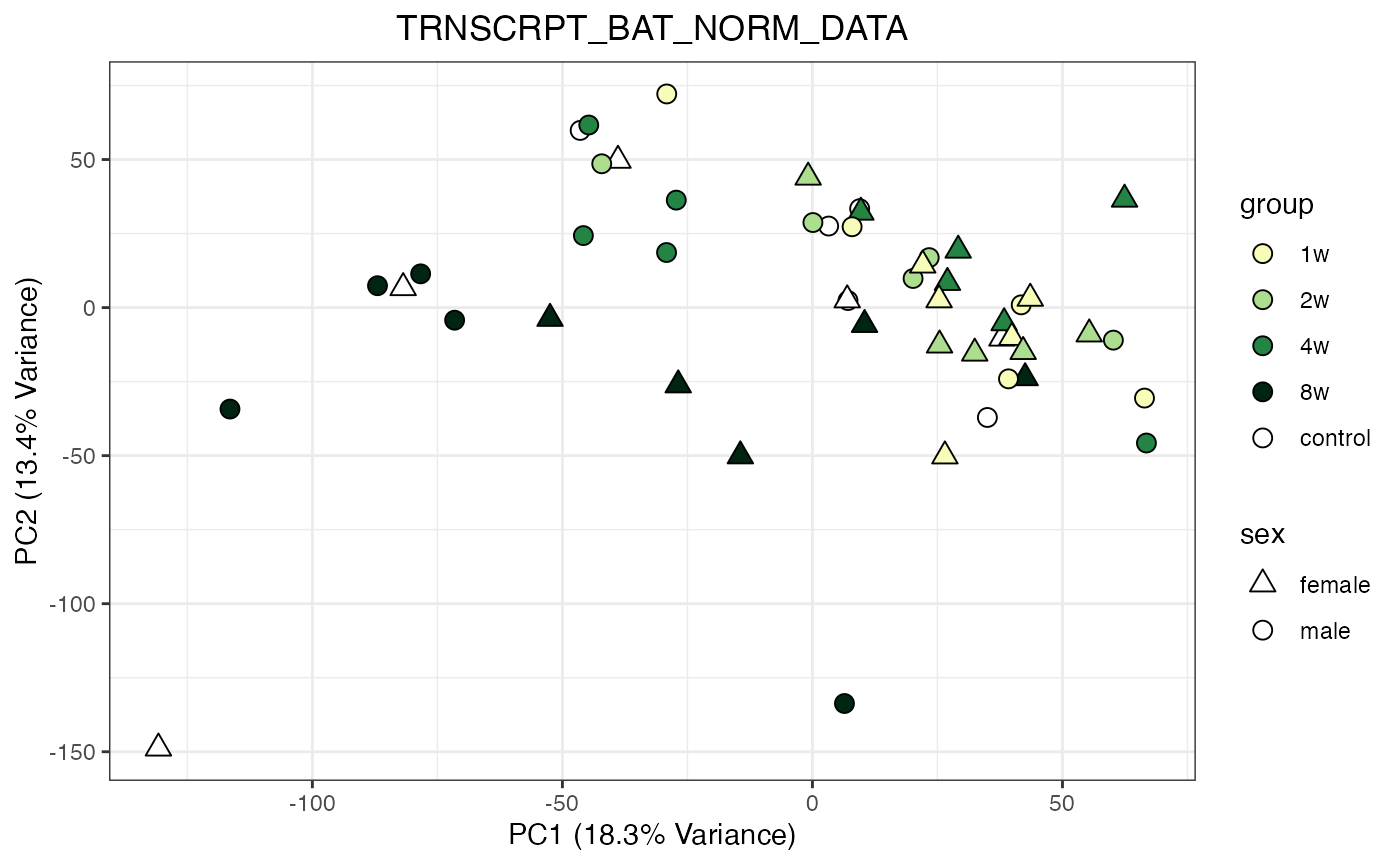 TRNSCRPT_BAT_NORM_DATA
PC2 (13.4% Variance)
50
0
-50
-100
-150
-100
-50
0
50
PC1 (18.3% Variance)
group
1w
2w
4w
8w
control
sex
female
male